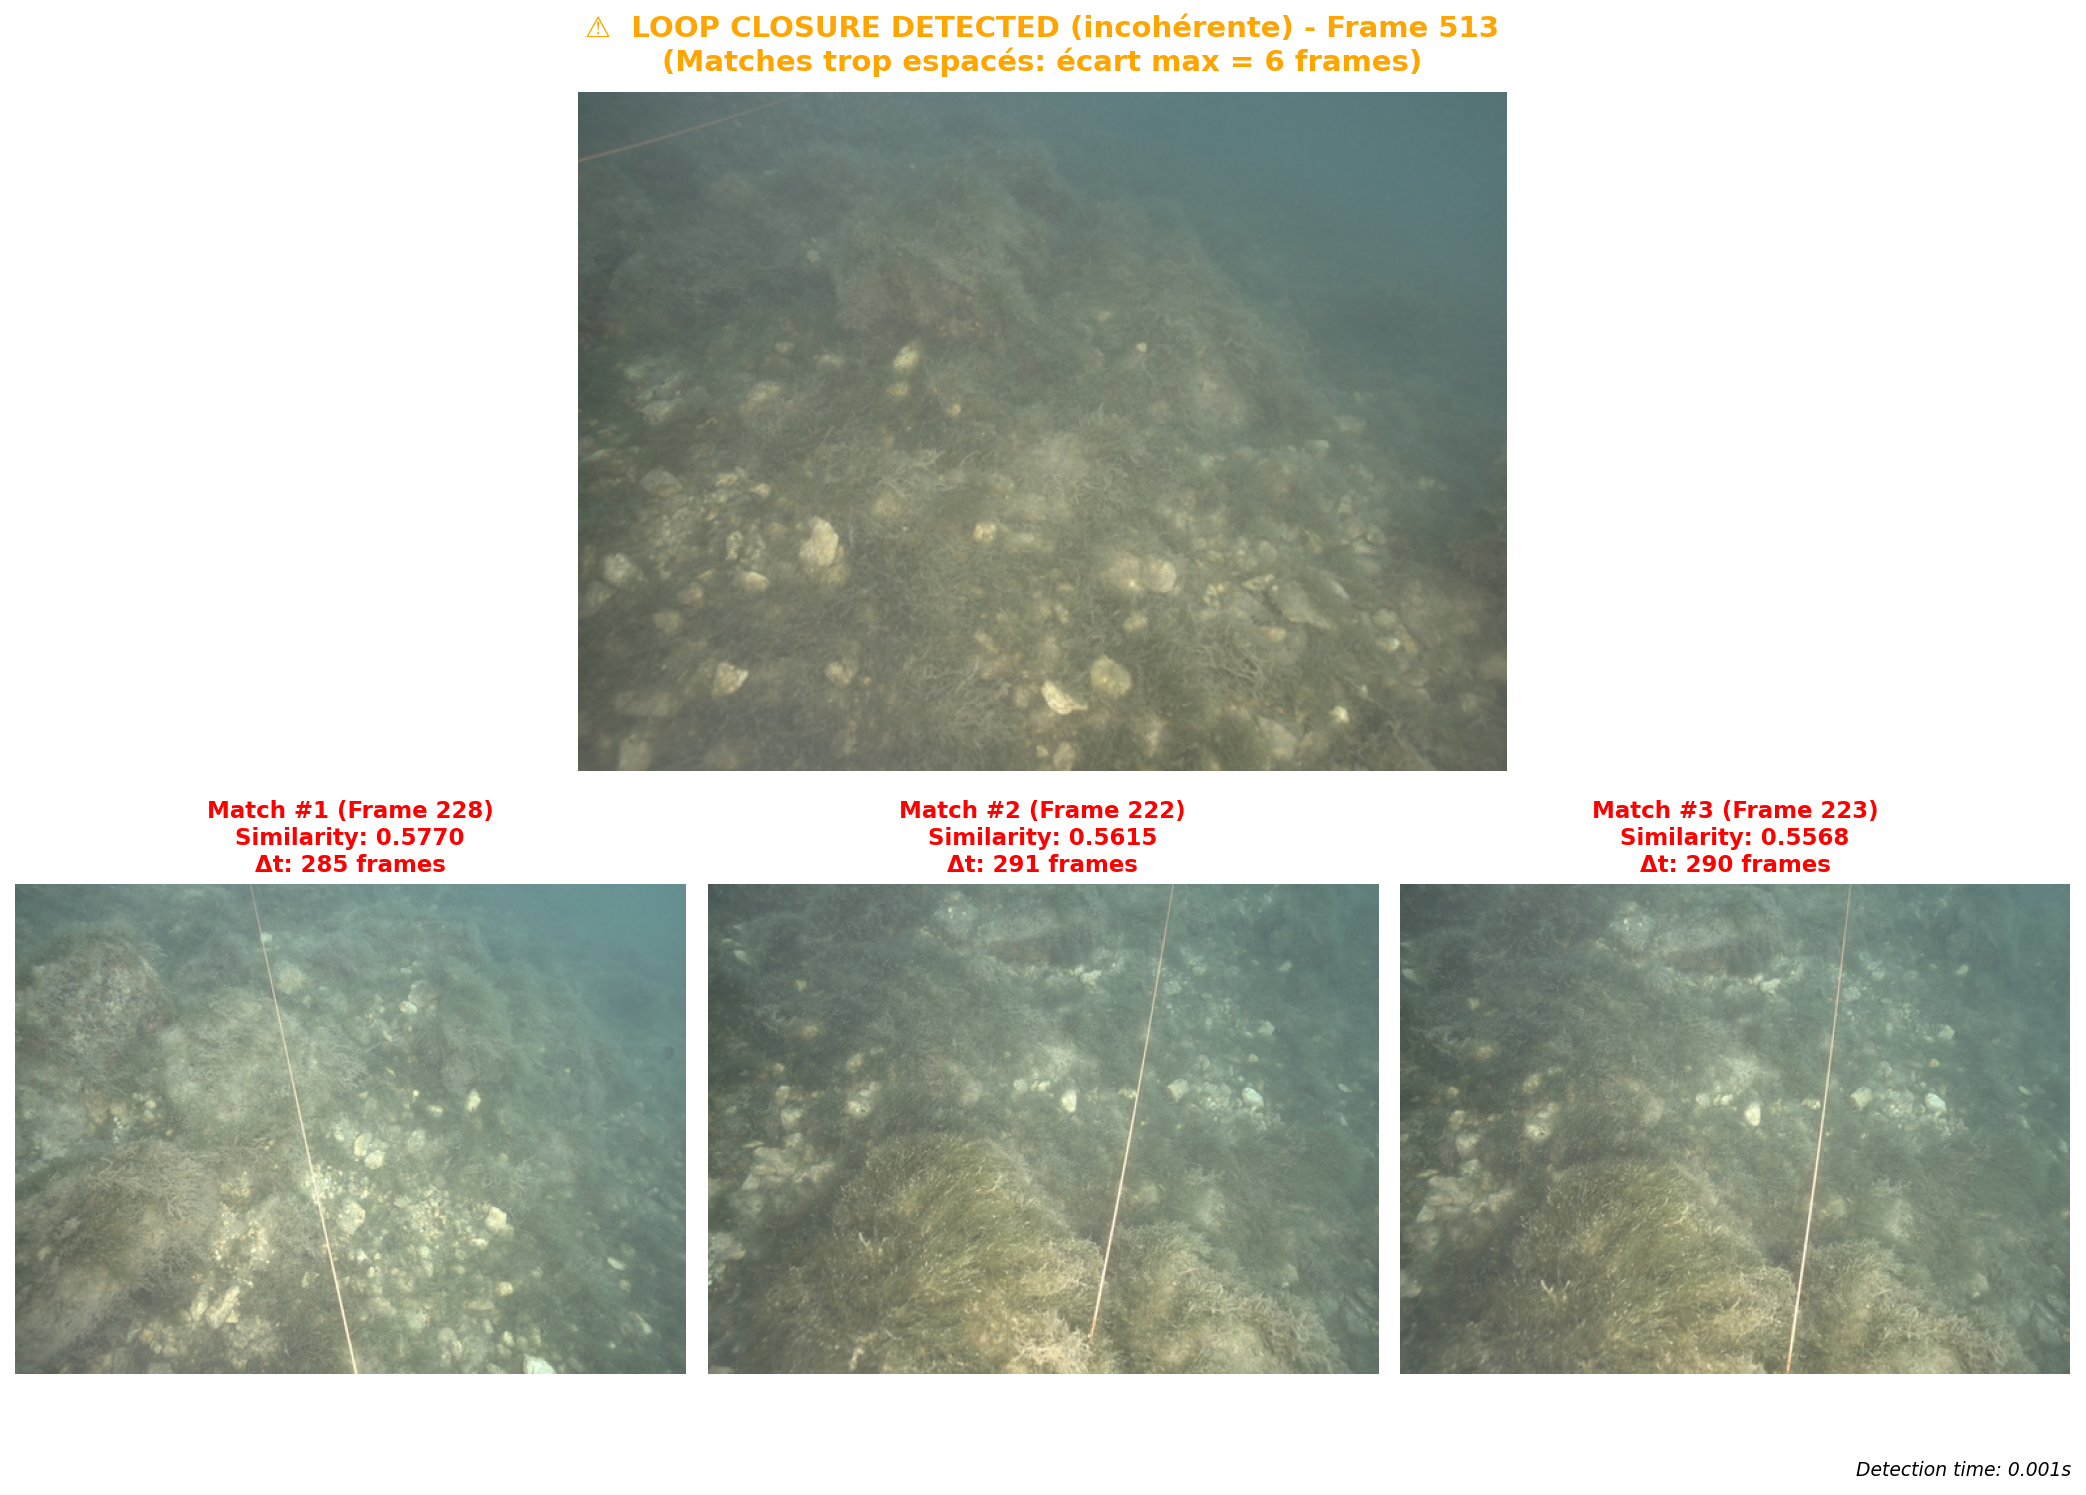 ⚠ LOOP CLOSURE DETECTED (incohérente) - Frame 513
(Matches trop espacés: écart max = 6 frames)
Match #1 (Frame 228)
Similarity: 0.5770
Δt: 285 frames
Match #2 (Frame 222)
Similarity: 0.5615
Δt: 291 frames
Match #3 (Frame 223)
Similarity: 0.5568
Δt: 290 frames
Detection time: 0.001s